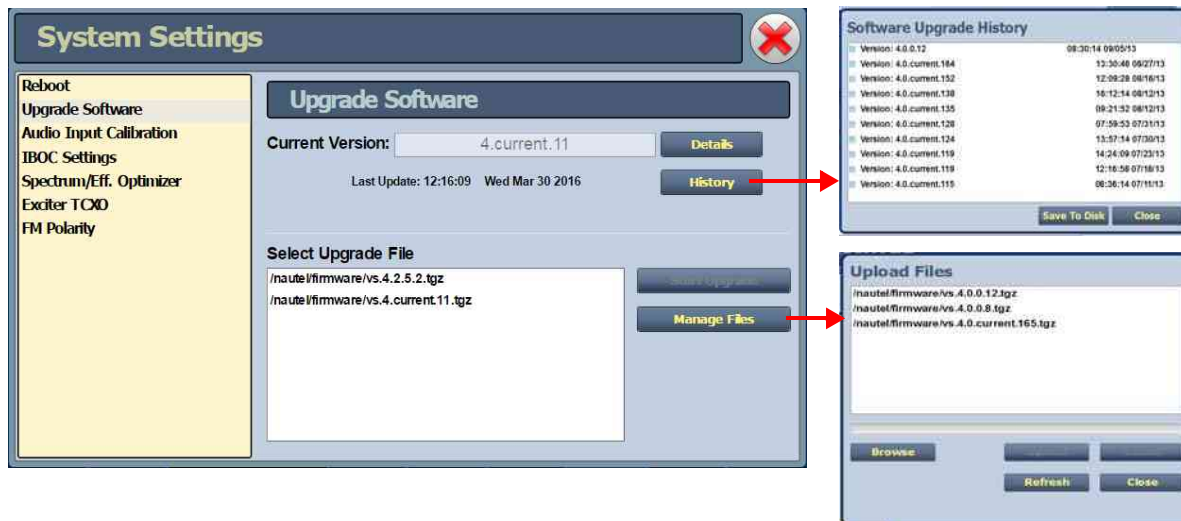 System Settings
Reboot
Upgrade Software
Audio Input Calibration
IBOC Settings
Spectrum/Eff. Optimizer
Exciter TCXO
FM Polarity
Upgrade Software
Current Version: 4.current.11 Details
Last Update: 12:16:09 Wed Mar 30 2016 History
Select Upgrade File
/nautel/firmware/vs.4.2.5.2.tgz
/nautel/firmware/vs.4.current.11.tgz
Start Upgrade
Manage Files
Software Upgrade History
Version: 4.0.0.12 08:30:14 09/05/13
Version: 4.0.current.164 13:30:46 08/27/13
Version: 4.0.current.152 12:09:28 08/16/13
Version: 4.0.current.138 16:12:14 08/12/13
Version: 4.0.current.135 09:21:52 08/12/13
Version: 4.0.current.128 07:59:53 07/31/13
Version: 4.0.current.124 13:57:14 07/30/13
Version: 4.0.current.119 14:24:09 07/23/13
Version: 4.0.current.119 12:16:56 07/18/13
Version: 4.0.current.115 08:36:14 07/11/13
Save To Disk Close
Upload Files
/nautel/firmware/vs.4.0.0.12.tgz
/nautel/firmware/vs.4.0.0.8.tgz
/nautel/firmware/vs.4.0.current.165.tgz
Browse
Refresh Close